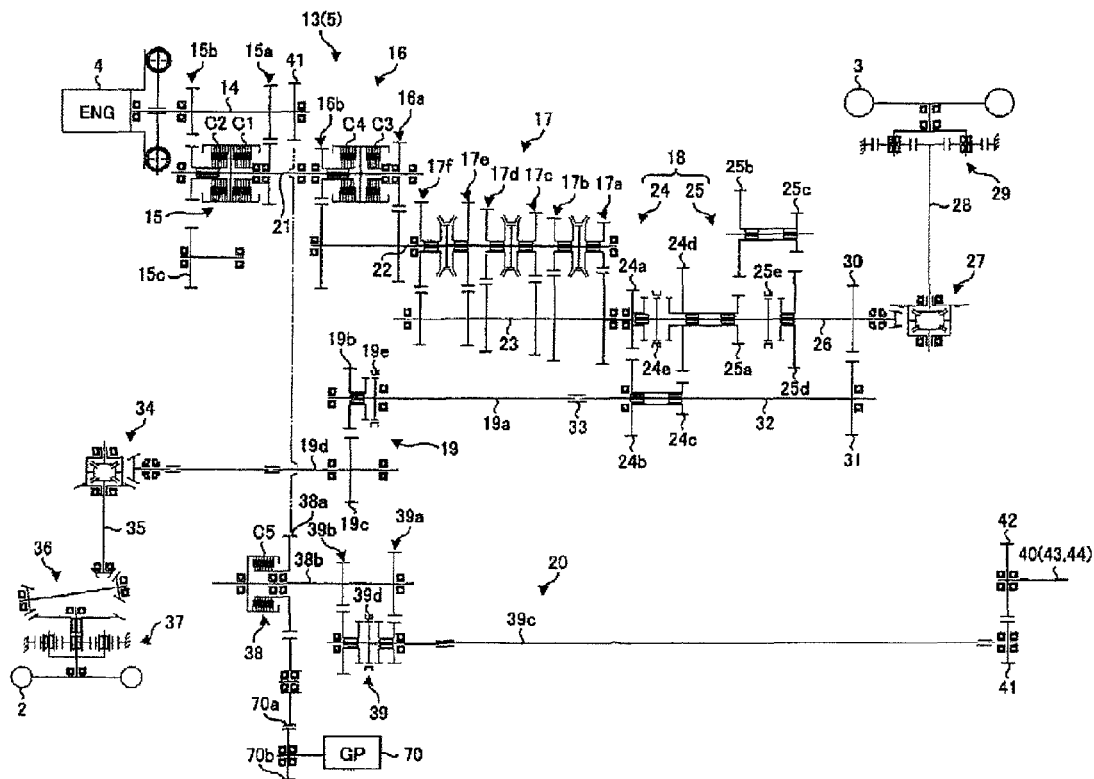 13(5)
15b 15a 41 16
4 3
14
ENG
16b 16a
C2 C1 C4 C3
17
17f 17e 17d 17c 17b 17a
18
24 25
25b 25c
29
28
15 21
22
15c
24a 24d 25e 30 27
23 24e 25a 26
25d
19b 19e
19a 33 24c 32
24b 31
34
19d 19
19c
38a
35 39b 39a
C5
38b
36 42
20 40(43,44)
39d 39c
37
38
2 39 41
70a
GP 70
70b